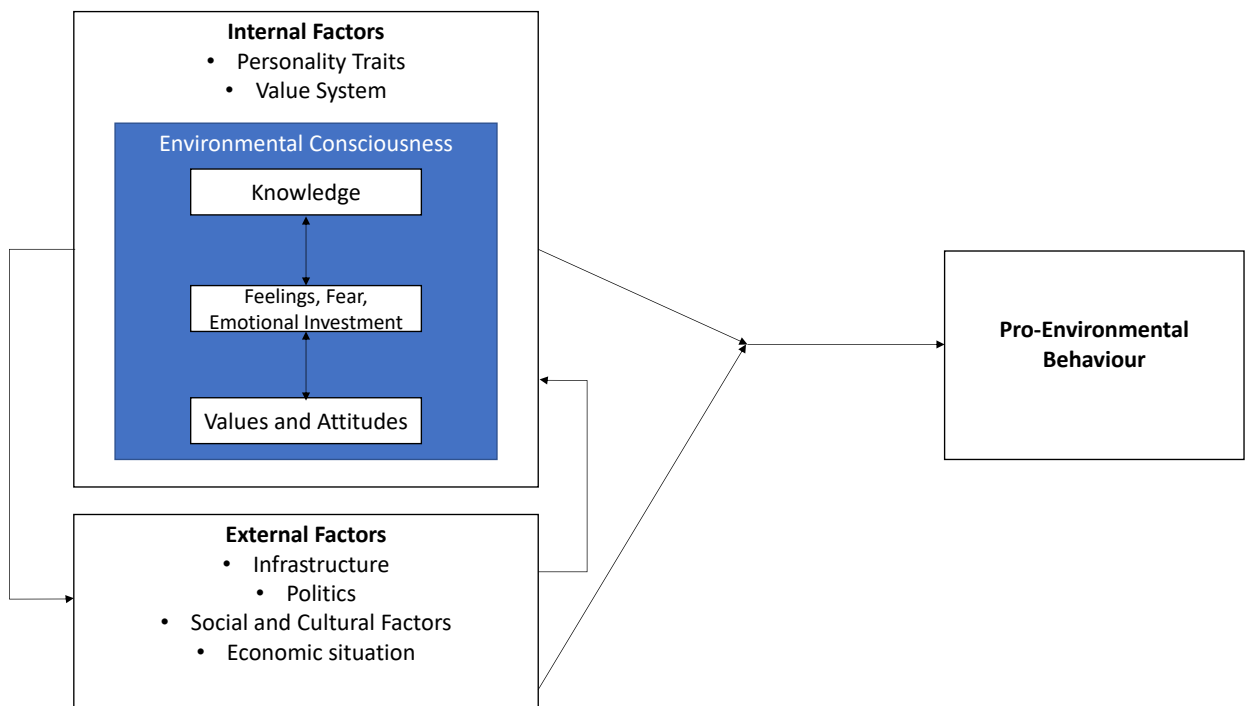 Internal Factors
• Personality Traits
• Value System
Environmental Consciousness
Knowledge
Feelings, Fear,
Emotional Investment
Values and Attitudes
External Factors
• Infrastructure
• Politics
• Social and Cultural Factors
• Economic situation
Pro-Environmental
Behaviour